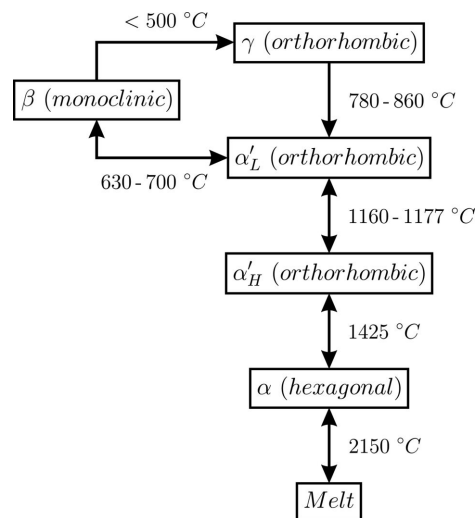 < 500 °C
γ (orthorhombic)
β (monoclinic)
780 - 860 °C
α′L (orthorhombic)
630 - 700 °C
1160 - 1177 °C
α′H (orthorhombic)
1425 °C
α (hexagonal)
2150 °C
Melt